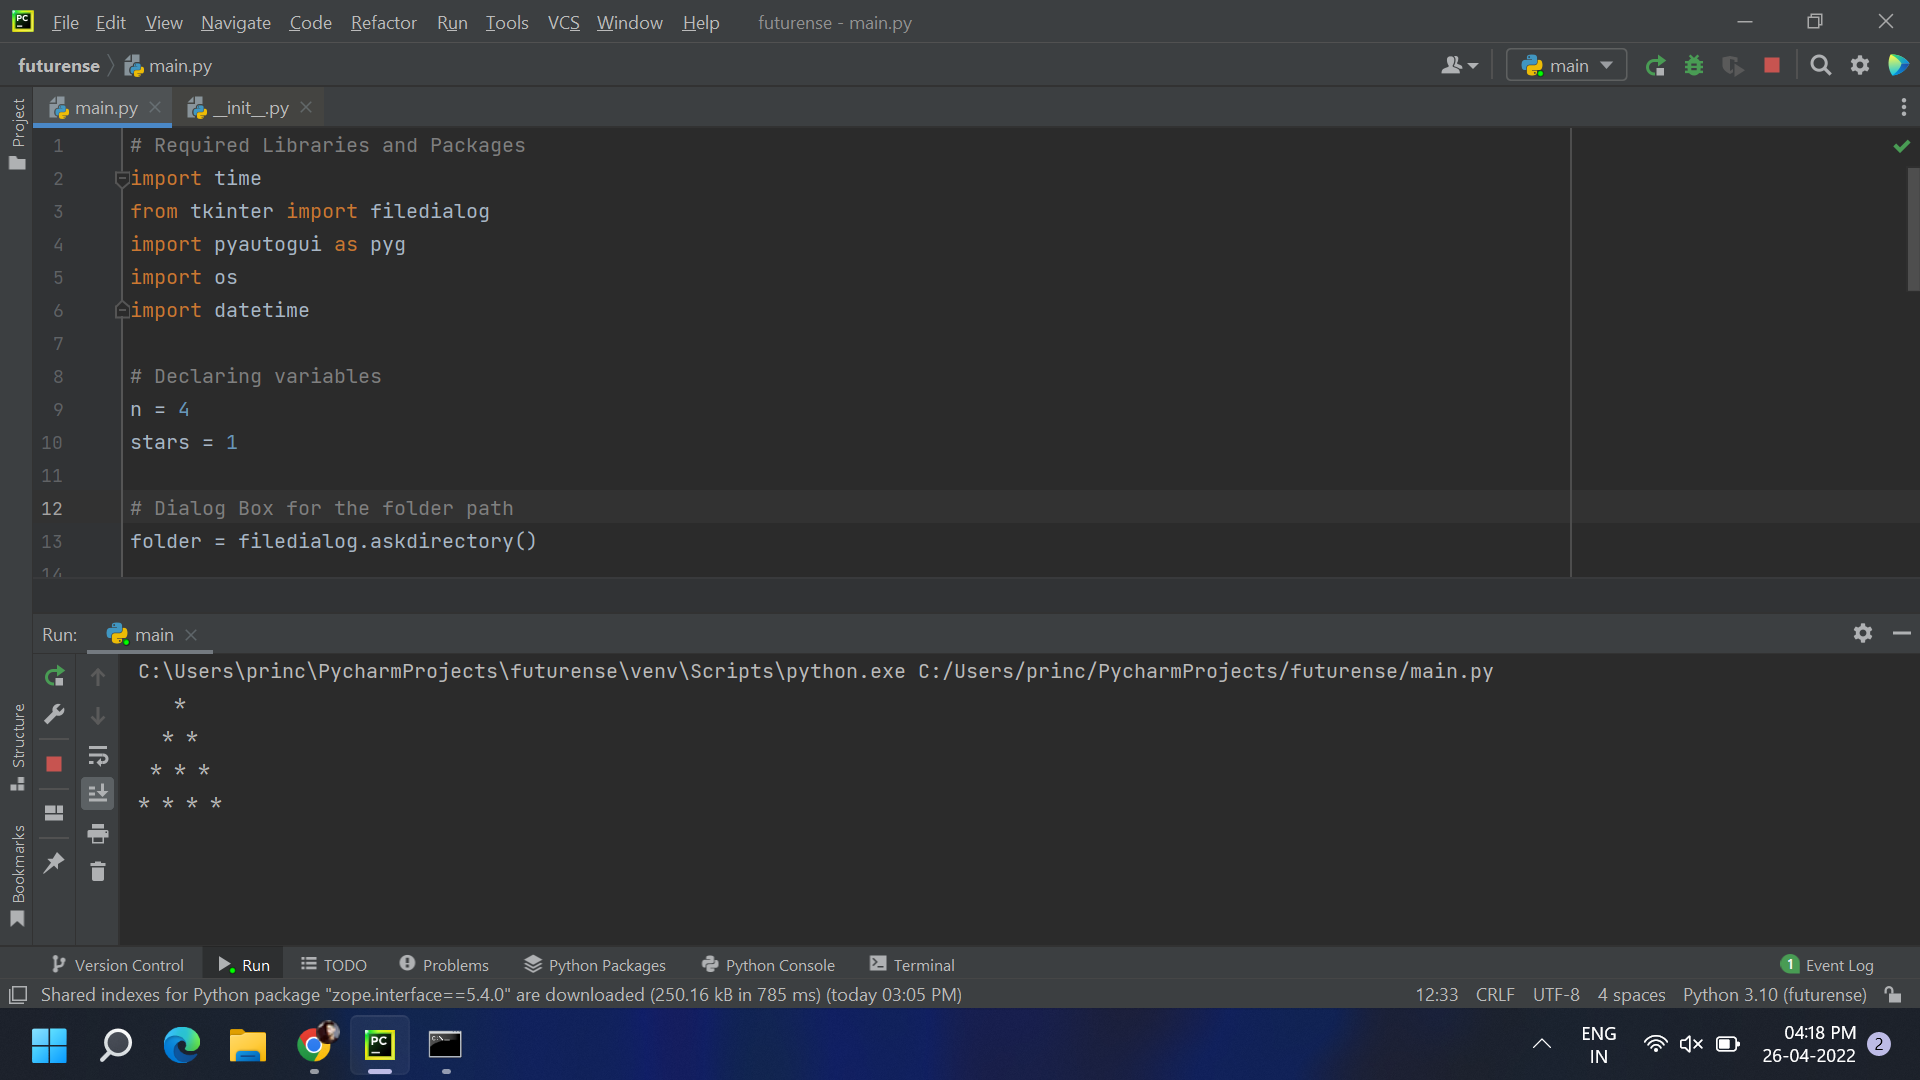 PC File Edit View Navigate Code Refactor Run Tools VCS Window Help futurense - main.py
futurense main.py main
main.py __init__.py
Project
1 # Required Libraries and Packages
2 import time
3 from tkinter import filedialog
4 import pyautogui as pyg
5 import os
6 import datetime
7
8 # Declaring variables
9 n = 4
10 stars = 1
11
12 # Dialog Box for the folder path
13 folder = filedialog.askdirectory()
14
Run: main
C:\Users\princ\PycharmProjects\futurense\venv\Scripts\python.exe C:/Users/princ/PycharmProjects/futurense/main.py
   *
  * *
 * * *
* * * *
Structure
Bookmarks
Version Control Run TODO Problems Python Packages Python Console Terminal 1 Event Log
Shared indexes for Python package "zope.interface==5.4.0" are downloaded (250.16 kB in 785 ms) (today 03:05 PM) 12:33 CRLF UTF-8 4 spaces Python 3.10 (futurense)
PC ENG 04:18 PM
IN 26-04-2022 2